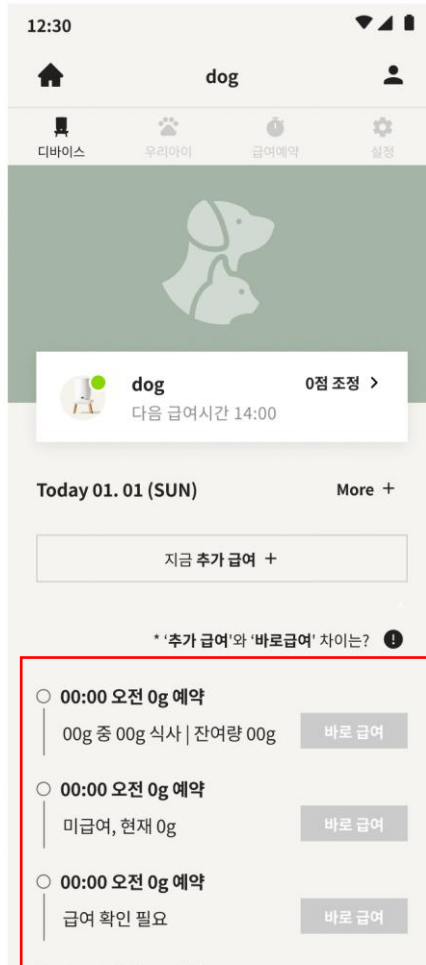 12:30
dog
디바이스 우리아이 급여예약 설정
dog 0점 조정 >
다음 급여시간 14:00
Today 01. 01 (SUN) More +
지금 추가 급여 +
* ‘추가 급여’와 ‘바로급여’ 차이는? !
00:00 오전 0g 예약
00g 중 00g 식사 | 잔여량 00g 바로 급여
00:00 오전 0g 예약
미급여, 현재 0g 바로 급여
00:00 오전 0g 예약
급여 확인 필요 바로 급여